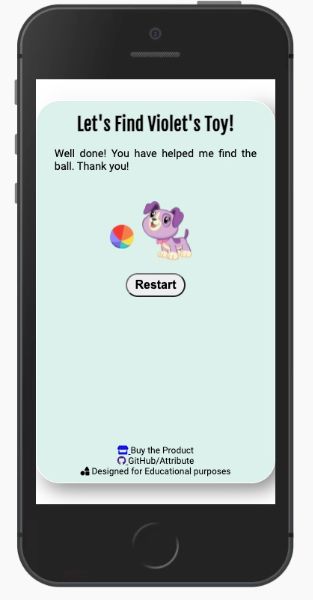 Let's Find Violet's Toy!
Well done! You have helped me find the
ball. Thank you!
Restart
Buy the Product
GitHub/Attribute
Designed for Educational purposes